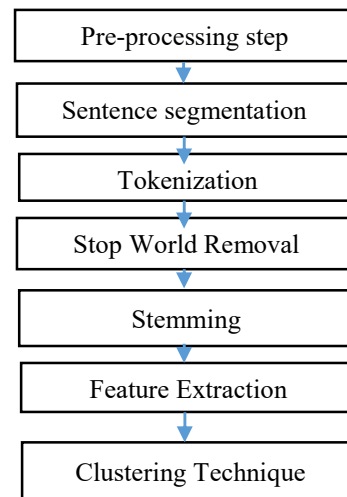 Pre-processing step
Sentence segmentation
Tokenization
Stop World Removal
Stemming
Feature Extraction
Clustering Technique